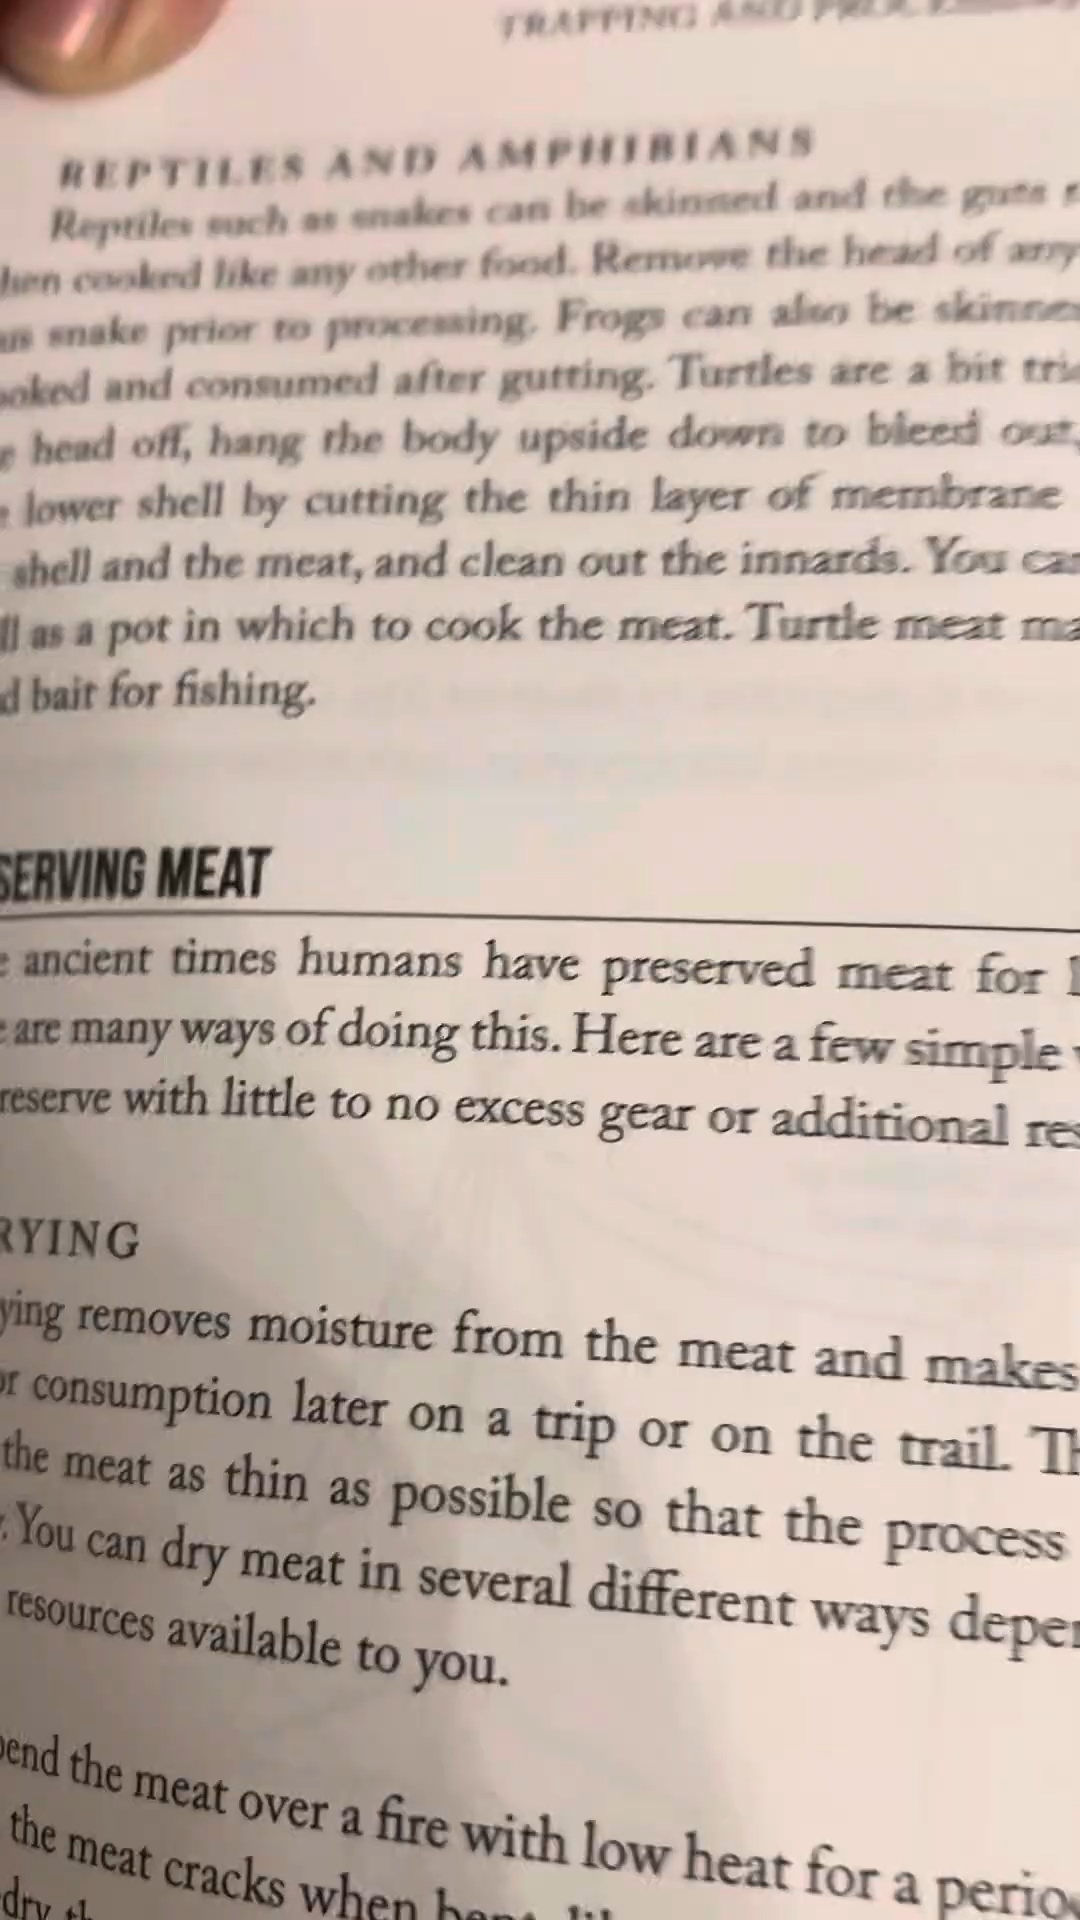 TRAPPING AND
REPTILES AND AMPHIBIANS
Reptiles such as snakes can be skinned and the guts
hen cooked like any other food. Remove the head of any
us snake prior to processing. Frogs can also be skinne
ooked and consumed after gutting. Turtles are a bit tri
e head off, hang the body upside down to bleed out,
e lower shell by cutting the thin layer of membrane
shell and the meat, and clean out the innards. You can
ll as a pot in which to cook the meat. Turtle meat ma
d bait for fishing.
SERVING MEAT
e ancient times humans have preserved meat for l
e are many ways of doing this. Here are a few simple
reserve with little to no excess gear or additional res
RYING
ying removes moisture from the meat and makes
or consumption later on a trip or on the trail. Th
the meat as thin as possible so that the process
. You can dry meat in several different ways depen
resources available to you.
pend the meat over a fire with low heat for a perio
the meat cracks when
dry